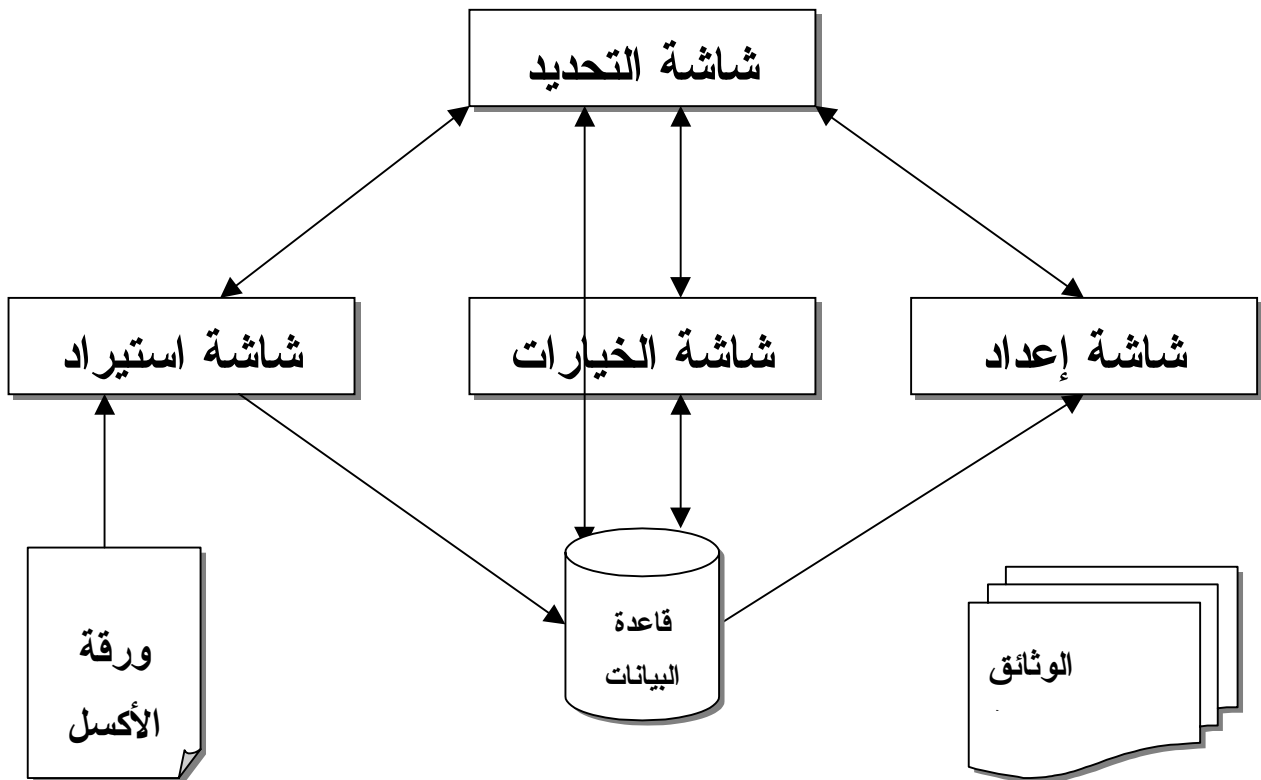 شاشة التحديد
شاشة إعداد
شاشة الخيارات
شاشة استيراد
ورقة
الأكسل
قاعدة
البيانات
الوثائق